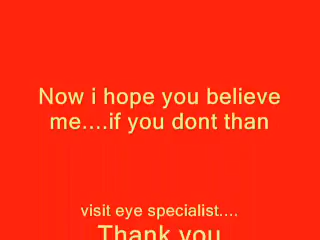 Now i hope you believe
me....if you dont than
visit eye specialist....
Thank you